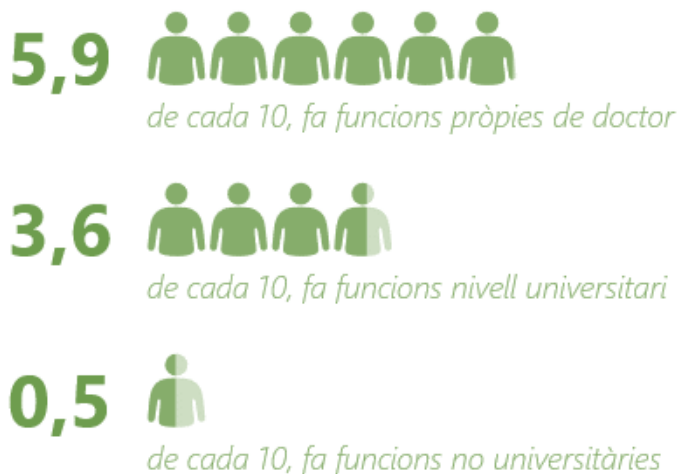 5,9
de cada 10, fa funcions pròpies de doctor
3,6
de cada 10, fa funcions nivell universitari
0,5
de cada 10, fa funcions no universitàries